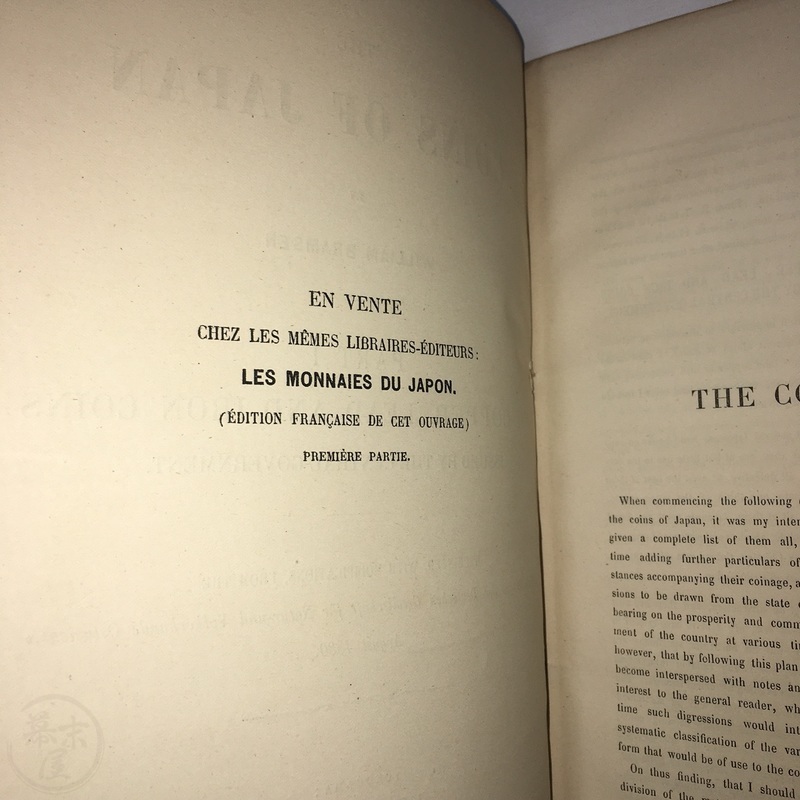 EN VENTE
CHEZ LES MÊMES LIBRAIRES-ÉDITEURS:
LES MONNAIES DU JAPON.
(ÉDITION FRANÇAISE DE CET OUVRAGE)
PREMIÈRE PARTIE.
THE CO
When commencing the following
the coins of Japan, it was my inter
given a complete list of them all,
time adding further particulars of
stances accompanying their coinage, a
sions to be drawn from the state
bearing on the prosperity and comm
ment of the country at various ti
however, that by following this plan
become interspersed with notes an
interest to the general reader, wh
time such digressions would int
systematic classification of the var
form that would be of use to the co
On thus finding, that I should
division of the
幕末屋